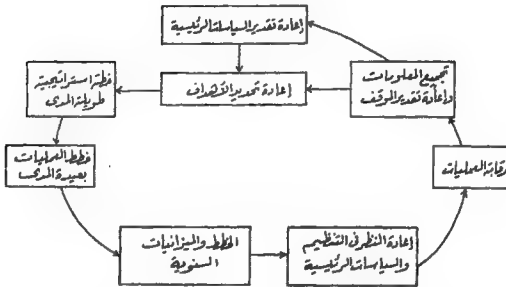 إعادة تقدير السياسات الرئيسية
تجميع المعلومات
وإعادة تقدير الموقف
إعادة تحديد الأهداف
خطة استراتيجية
طويلة المدى
خطط العمليات
بعيدة المدى
رقابة العمليات
الخطط والميزانيات
السنوية
إعادة النظر فى التنظيم
والسياسات الرئيسية